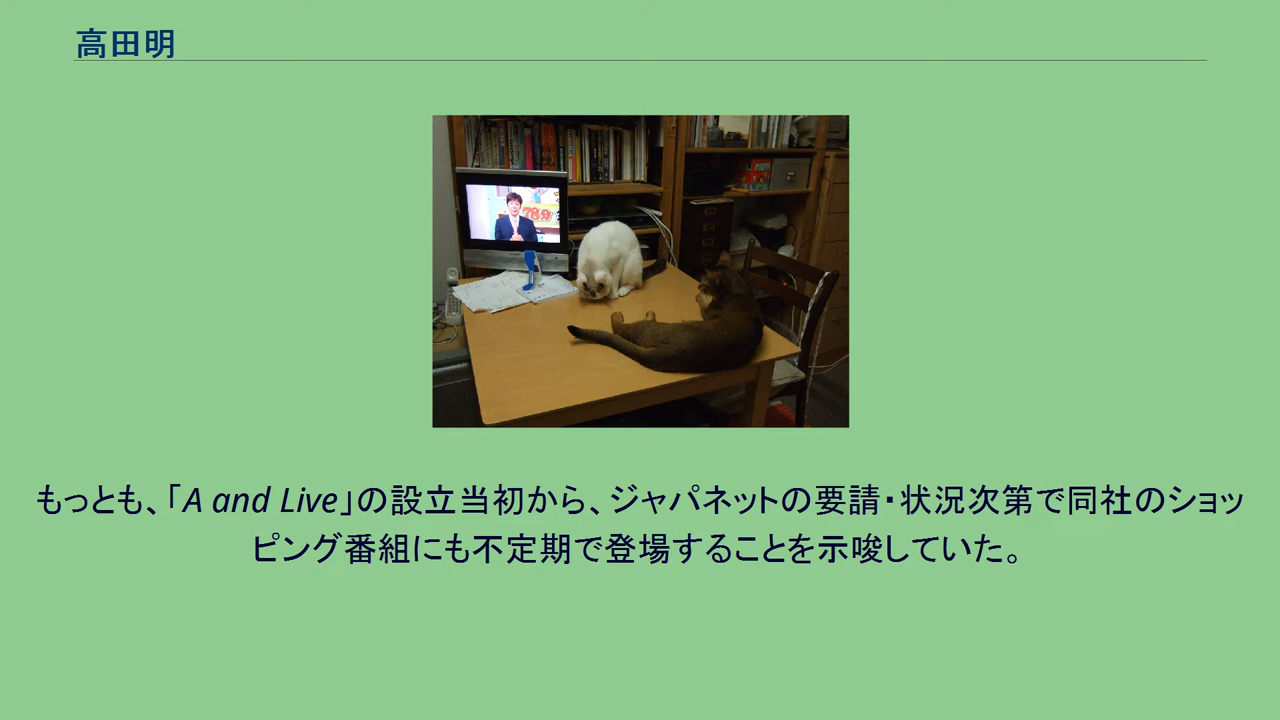 高田明
78分
もっとも、「A and Live」の設立当初から、ジャパネットの要請・状況次第で同社のショッ
ピング番組にも不定期で登場することを示唆していた。